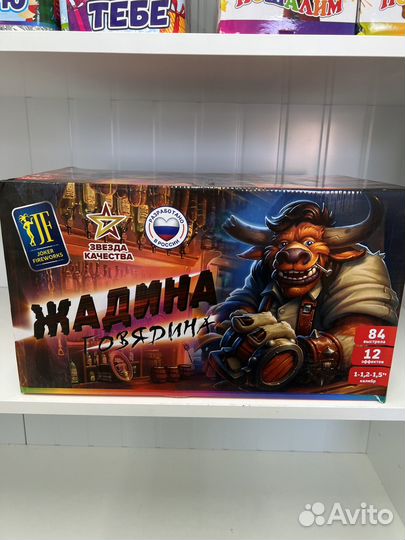 ТЕБЕ
JF
JOKER
FIREWORKS
ЗВЕЗДА
КАЧЕСТВА
РАЗРАБОТАНО
В РОССИИ
ЖАДИНА
ГОВЯДИНА
84
выстрела
12
эффектов
1-1,2-1,5"
калибр
Avito